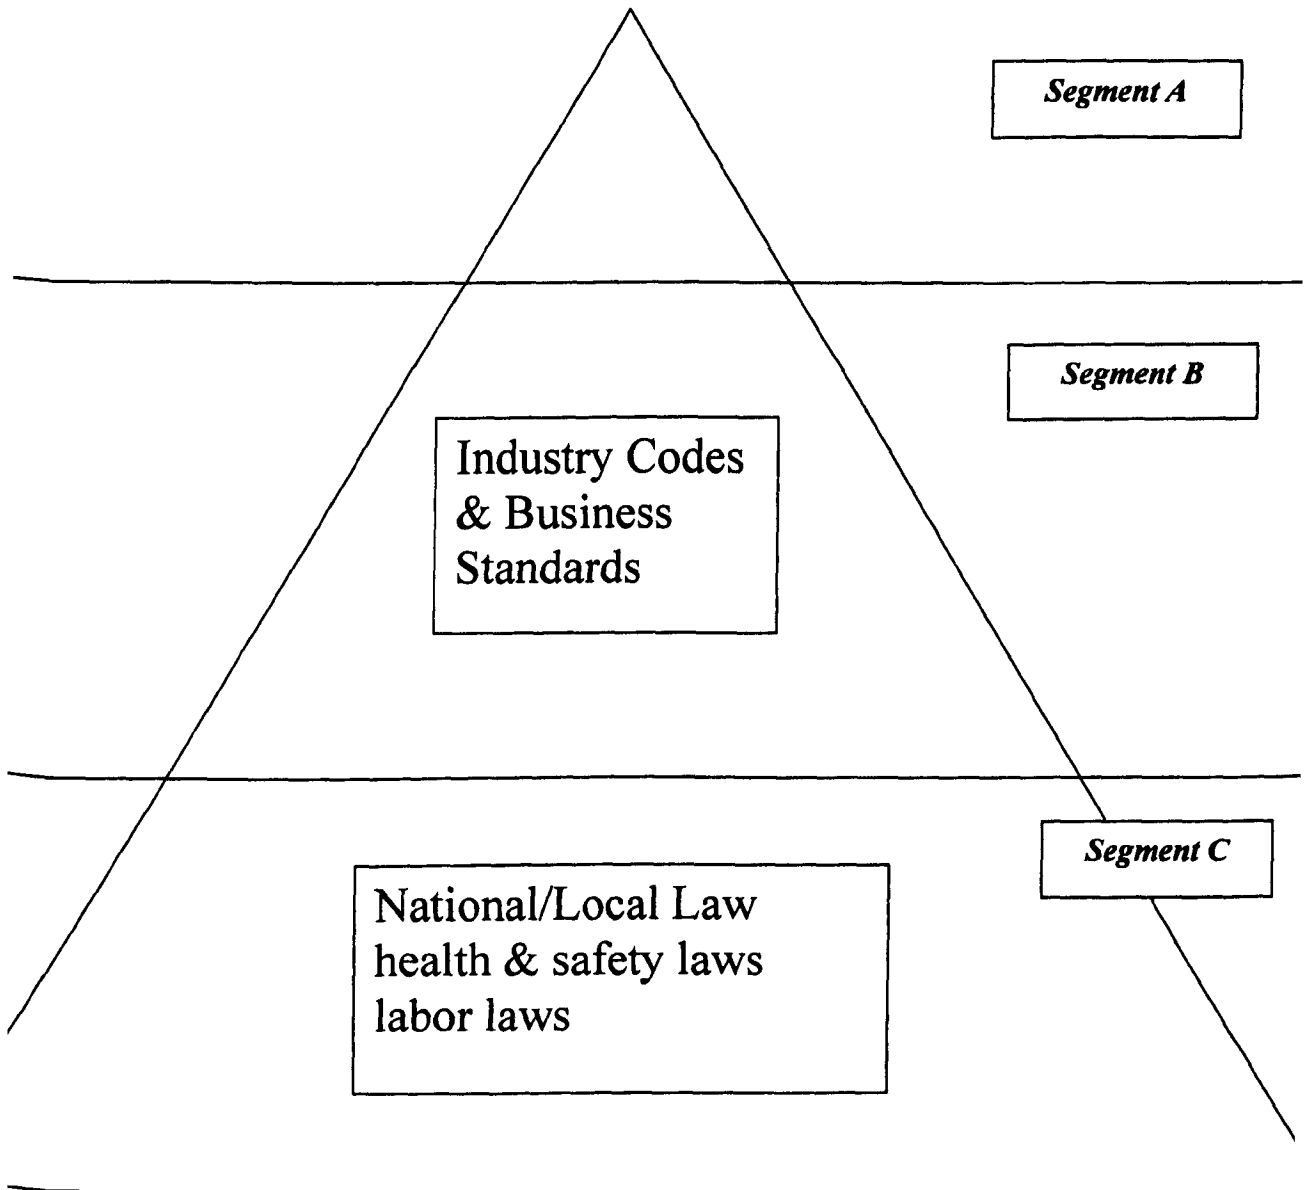 Segment A
Segment B
Industry Codes
& Business
Standards
Segment C
National/Local Law
health & safety laws
labor laws